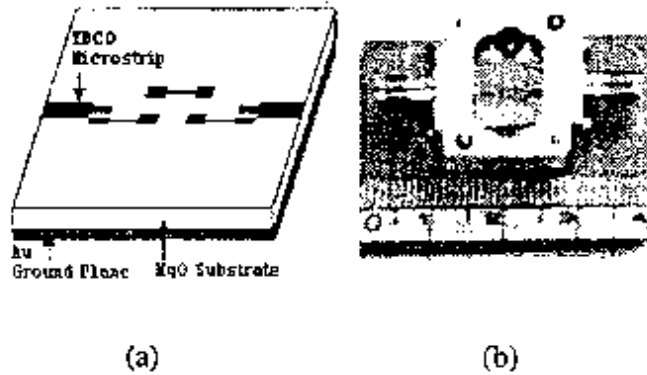 YBCO
Microstrip
Au
Ground Plane
MgO Substrate
(a)
(b)